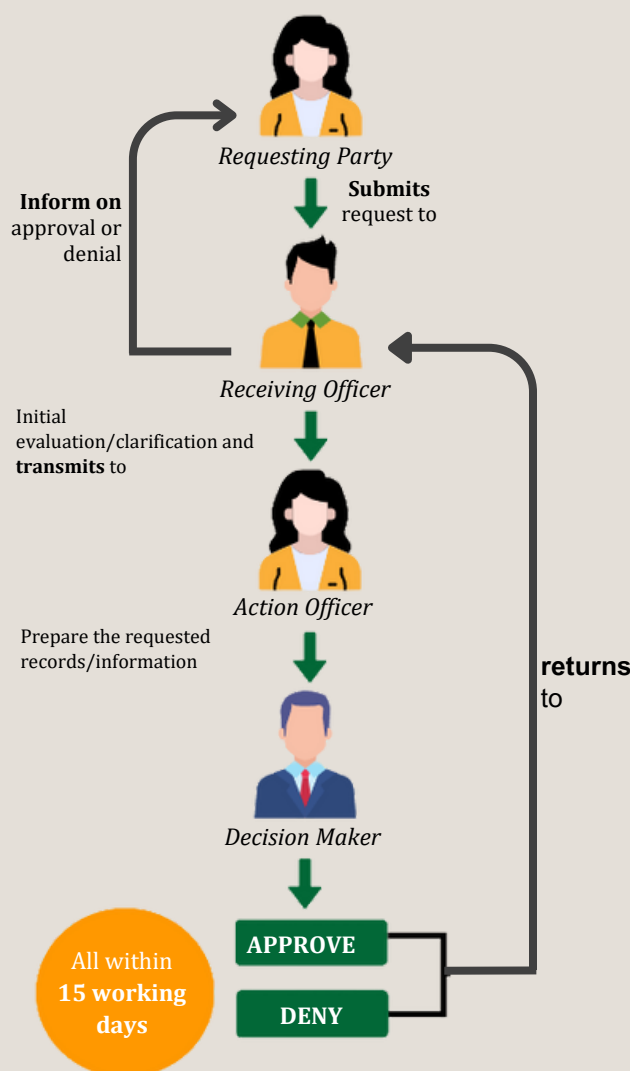 Requesting Party
Submits
request to
Inform on
approval or
denial
Receiving Officer
Initial
evaluation/clarification and
transmits to
Action Officer
Prepare the requested
records/information
returns
to
Decision Maker
APPROVE
DENY
All within
15 working
days